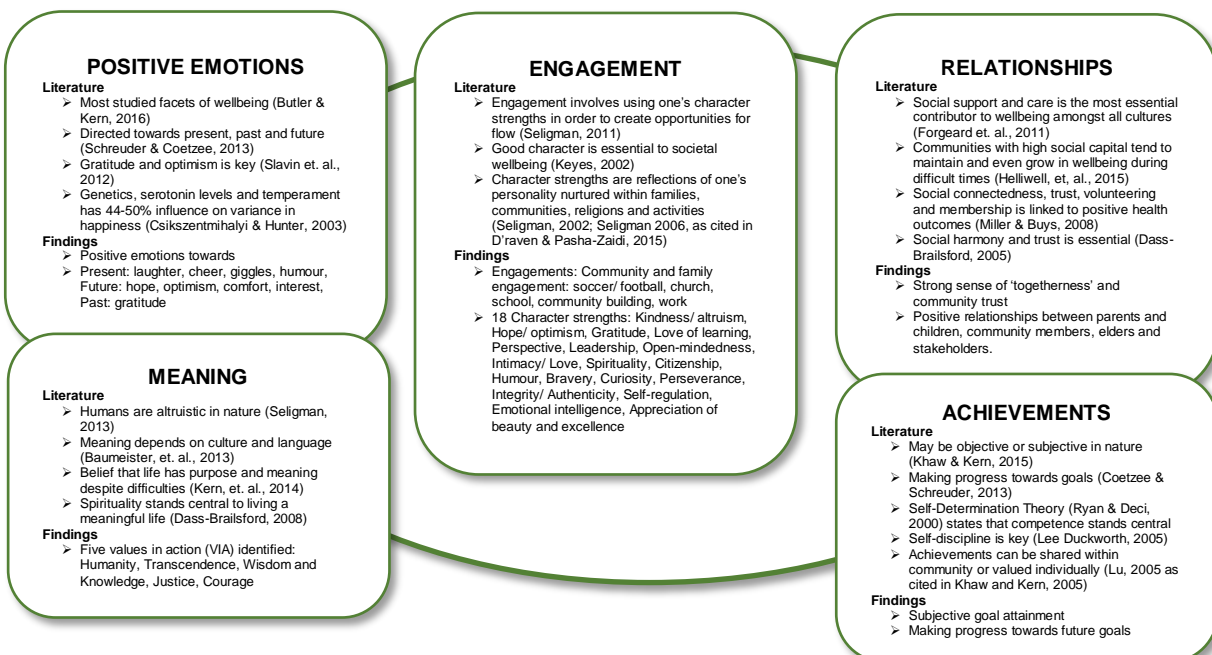 POSITIVE EMOTIONS
Literature
➢ Most studied facets of wellbeing (Butler &
Kern, 2016)
➢ Directed towards present, past and future
(Schreuder & Coetzee, 2013)
➢ Gratitude and optimism is key (Slavin et. al.,
2012)
➢ Genetics, serotonin levels and temperament
has 44-50% influence on variance in
happiness (Csikszentmihalyi & Hunter, 2003)
Findings
➢ Positive emotions towards
➢ Present: laughter, cheer, giggles, humour,
Future: hope, optimism, comfort, interest,
Past: gratitude
MEANING
Literature
➢ Humans are altruistic in nature (Seligman,
2013)
➢ Meaning depends on culture and language
(Baumeister, et. al., 2013)
➢ Belief that life has purpose and meaning
despite difficulties (Kern, et. al., 2014)
➢ Spirituality stands central to living a
meaningful life (Dass-Brailsford, 2008)
Findings
➢ Five values in action (VIA) identified:
Humanity, Transcendence, Wisdom and
Knowledge, Justice, Courage
ENGAGEMENT
Literature
➢ Engagement involves using one's character
strengths in order to create opportunities for
flow (Seligman, 2011)
➢ Good character is essential to societal
wellbeing (Keyes, 2002)
➢ Character strengths are reflections of one's
personality nurtured within families,
communities, religions and activities
(Seligman, 2002; Seligman 2006, as cited in
D'raven & Pasha-Zaidi, 2015)
Findings
➢ Engagements: Community and family
engagement: soccer/ football, church,
school, community building, work
➢ 18 Character strengths: Kindness/ altruism,
Hope/ optimism, Gratitude, Love of learning,
Perspective, Leadership, Open-mindedness,
Intimacy/ Love, Spirituality, Citizenship,
Humour, Bravery, Curiosity, Perseverance,
Integrity/ Authenticity, Self-regulation,
Emotional intelligence, Appreciation of
beauty and excellence
RELATIONSHIPS
Literature
➢ Social support and care is the most essential
contributor to wellbeing amongst all cultures
(Forgeard et. al., 2011)
➢ Communities with high social capital tend to
maintain and even grow in wellbeing during
difficult times (Helliwell, et, al., 2015)
➢ Social connectedness, trust, volunteering
and membership is linked to positive health
outcomes (Miller & Buys, 2008)
➢ Social harmony and trust is essential (Dass-
Brailsford, 2005)
Findings
➢ Strong sense of 'togetherness' and
community trust
➢ Positive relationships between parents and
children, community members, elders and
stakeholders.
ACHIEVEMENTS
Literature
➢ May be objective or subjective in nature
(Khaw & Kern, 2015)
➢ Making progress towards goals (Coetzee &
Schreuder, 2013)
➢ Self-Determination Theory (Ryan & Deci,
2000) states that competence stands central
➢ Self-discipline is key (Lee Duckworth, 2005)
➢ Achievements can be shared within
community or valued individually (Lu, 2005 as
cited in Khaw and Kern, 2005)
Findings
➢ Subjective goal attainment
➢ Making progress towards future goals